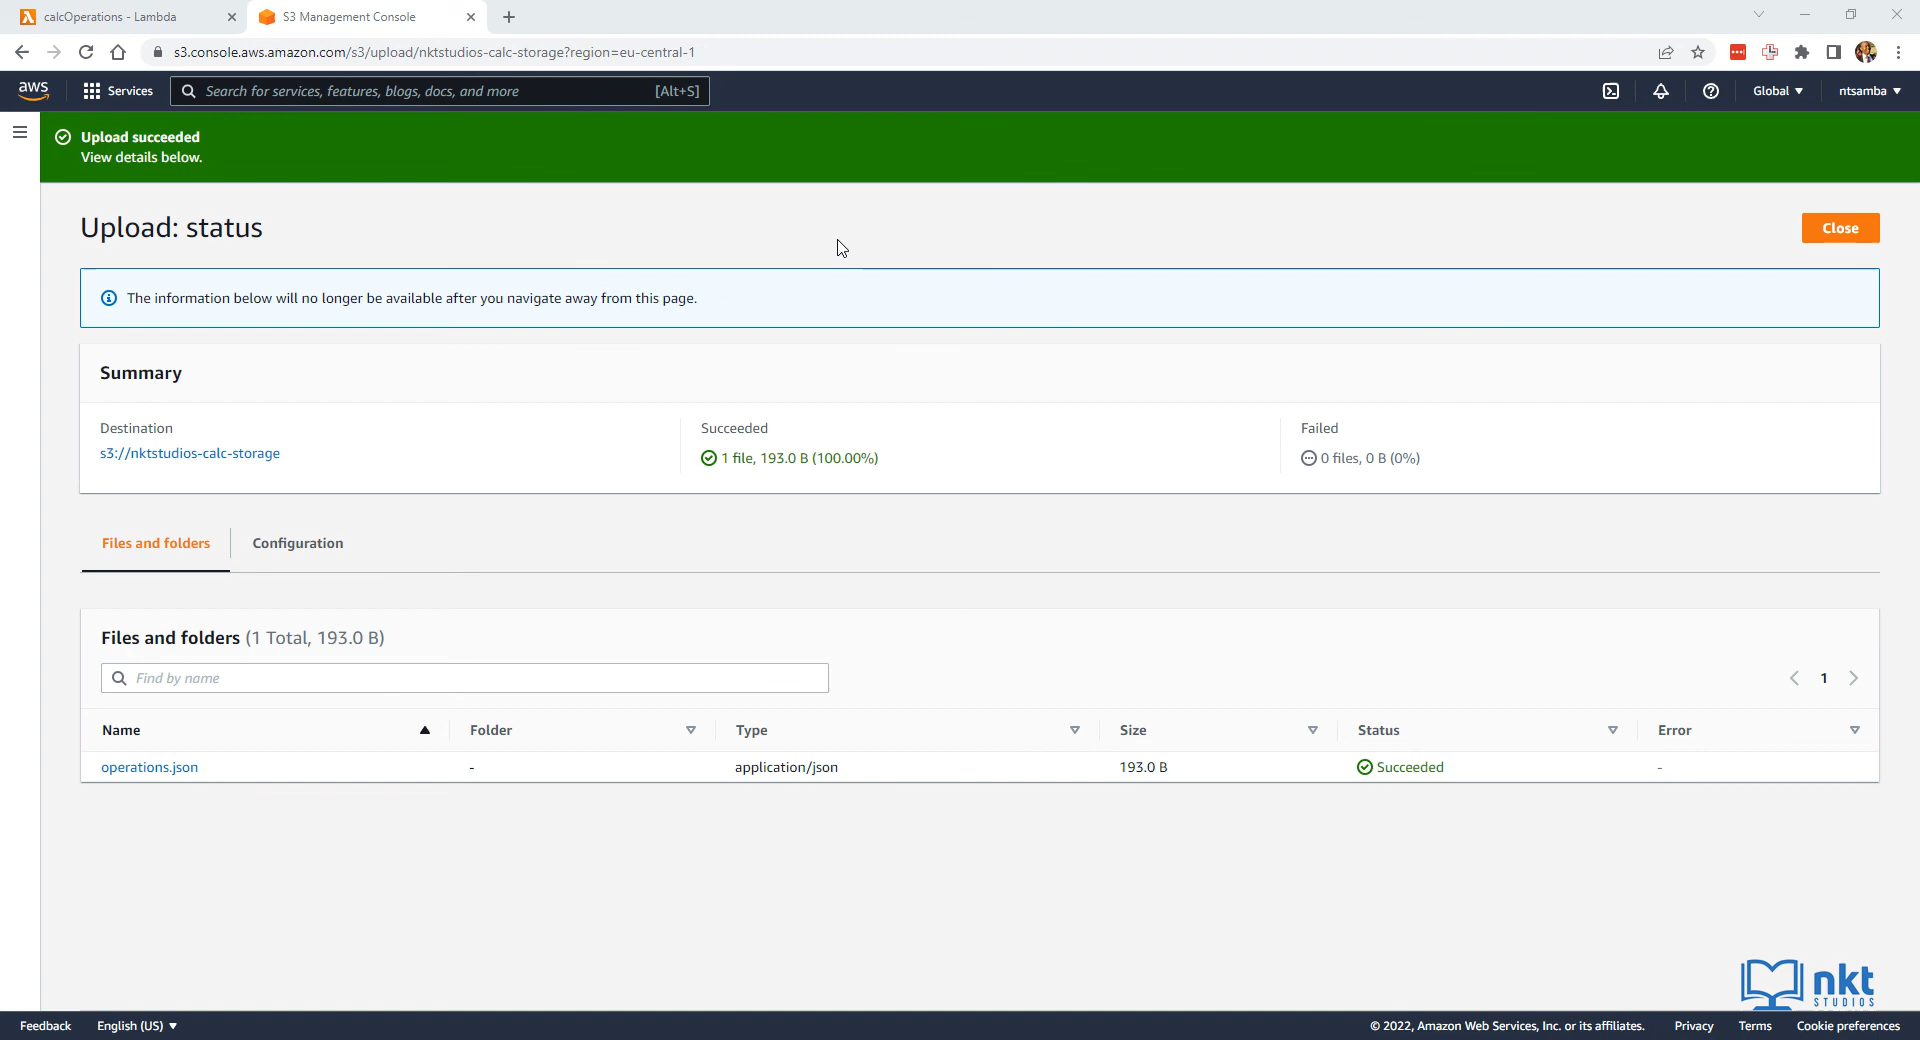 calcOperations - Lambda
S3 Management Console
s3.console.aws.amazon.com/s3/upload/nktstudios-calc-storage?region=eu-central-1
aws
Services
Search for services, features, blogs, docs, and more
[Alt+S]
Global
ntsamba
Upload succeeded
View details below.
Upload: status
Close
The information below will no longer be available after you navigate away from this page.
Summary
Destination
Succeeded
Failed
s3://nktstudios-calc-storage
1 file, 193.0 B (100.00%)
0 files, 0 B (0%)
Files and folders
Configuration
Files and folders (1 Total, 193.0 B)
Find by name
1
Name
Folder
Type
Size
Status
Error
operations.json
-
application/json
193.0 B
Succeeded
-
nkt
STUDIOS
Feedback
English (US)
© 2022, Amazon Web Services, Inc. or its affiliates.
Privacy
Terms
Cookie preferences